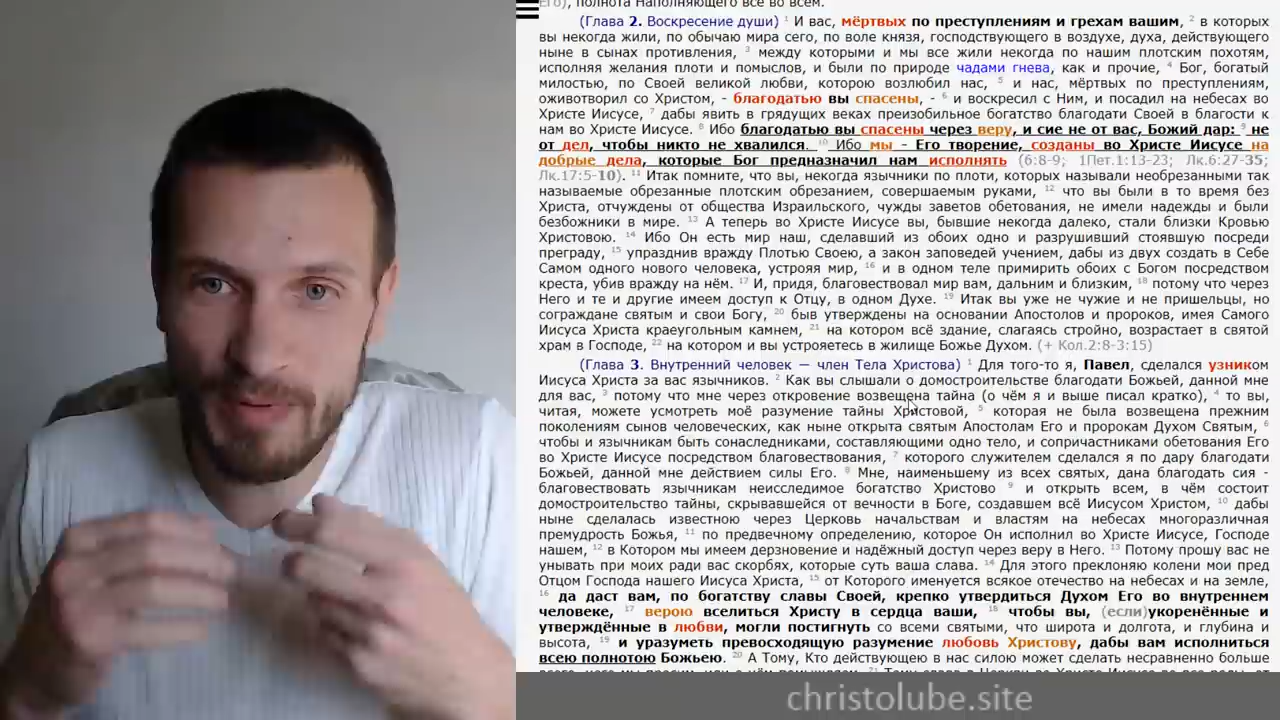 Его), полнота Наполняющего все во всем.
(Глава 2. Воскресение души) 1 И вас, мёртвых по преступлениям и грехам вашим, 2 в которых
вы некогда жили, по обычаю мира сего, по воле князя, господствующего в воздухе, духа, действующего
ныне в сынах противления, 3 между которыми и мы все жили некогда по нашим плотским похотям,
исполняя желания плоти и помыслов, и были по природе чадами гнева, как и прочие, 4 Бог, богатый
милостью, по Своей великой любви, которою возлюбил нас, 5 и нас, мёртвых по преступлениям,
оживотворил со Христом, - благодатью вы спасены, - 6 и воскресил с Ним, и посадил на небесах во
Христе Иисусе, 7 дабы явить в грядущих веках преизобильное богатство благодати Своей в благости к
нам во Христе Иисусе. 8 Ибо благодатью вы спасены через веру, и сие не от вас, Божий дар: 9 не
от дел, чтобы никто не хвалился. 10 Ибо мы - Его творение, созданы во Христе Иисусе на
добрые дела, которые Бог предназначил нам исполнять (6:8-9; 1Пет.1:13-23; Лк.6:27-35;
Лк.17:5-10). 11 Итак помните, что вы, некогда язычники по плоти, которых называли необрезанными так
называемые обрезанные плотским обрезанием, совершаемым руками, 12 что вы были в то время без
Христа, отчуждены от общества Израильского, чужды заветов обетования, не имели надежды и были
безбожники в мире. 13 А теперь во Христе Иисусе вы, бывшие некогда далеко, стали близки Кровью
Христовою. 14 Ибо Он есть мир наш, сделавший из обоих одно и разрушивший стоявшую посреди
преграду, 15 упразднив вражду Плотью Своею, а закон заповедей учением, дабы из двух создать в Себе
Самом одного нового человека, устрояя мир, 16 и в одном теле примирить обоих с Богом посредством
креста, убив вражду на нём. 17 И, придя, благовествовал мир вам, дальним и близким, 18 потому что через
Него и те и другие имеем доступ к Отцу, в одном Духе. 19 Итак вы уже не чужие и не пришельцы, но
сограждане святым и свои Богу, 20 быв утверждены на основании Апостолов и пророков, имея Самого
Иисуса Христа краеугольным камнем, 21 на котором всё здание, слагаясь стройно, возрастает в святой
храм в Господе, 22 на котором и вы устрояетесь в жилище Божье Духом. (+ Кол.2:8-3:15)
(Глава 3. Внутренний человек — член Тела Христова) 1 Для того-то я, Павел, сделался узником
Иисуса Христа за вас язычников. 2 Как вы слышали о домостроительстве благодати Божьей, данной мне
для вас, 3 потому что мне через откровение возвещена тайна (о чём я и выше писал кратко), 4 то вы,
читая, можете усмотреть моё разумение тайны Христовой, 5 которая не была возвещена прежним
поколениям сынов человеческих, как ныне открыта святым Апостолам Его и пророкам Духом Святым, 6
чтобы и язычникам быть сонаследниками, составляющими одно тело, и сопричастниками обетования Его
во Христе Иисусе посредством благовествования, 7 которого служителем сделался я по дару благодати
Божьей, данной мне действием силы Его. 8 Мне, наименьшему из всех святых, дана благодать сия -
благовествовать язычникам неисследимое богатство Христово 9 и открыть всем, в чём состоит
домостроительство тайны, скрывавшейся от вечности в Боге, создавшем всё Иисусом Христом, 10 дабы
ныне сделалась известною через Церковь начальствам и властям на небесах многоразличная
премудрость Божья, 11 по предвечному определению, которое Он исполнил во Христе Иисусе, Господе
нашем, 12 в Котором мы имеем дерзновение и надёжный доступ через веру в Него. 13 Потому прошу вас не
унывать при моих ради вас скорбях, которые суть ваша слава. 14 Для этого преклоняю колени мои пред
Отцом Господа нашего Иисуса Христа, 15 от Которого именуется всякое отечество на небесах и на земле,
16 да даст вам, по богатству славы Своей, крепко утвердиться Духом Его во внутреннем
человеке, 17 верою вселиться Христу в сердца ваши, 18 чтобы вы, (если)укоренённые и
утверждённые в любви, могли постигнуть со всеми святыми, что широта и долгота, и глубина и
высота, 19 и уразуметь превосходящую разумение любовь Христову, дабы вам исполниться
всею полнотою Божьею. 20 А Тому, Кто действующею в нас силою может сделать несравненно больше
christolube.site